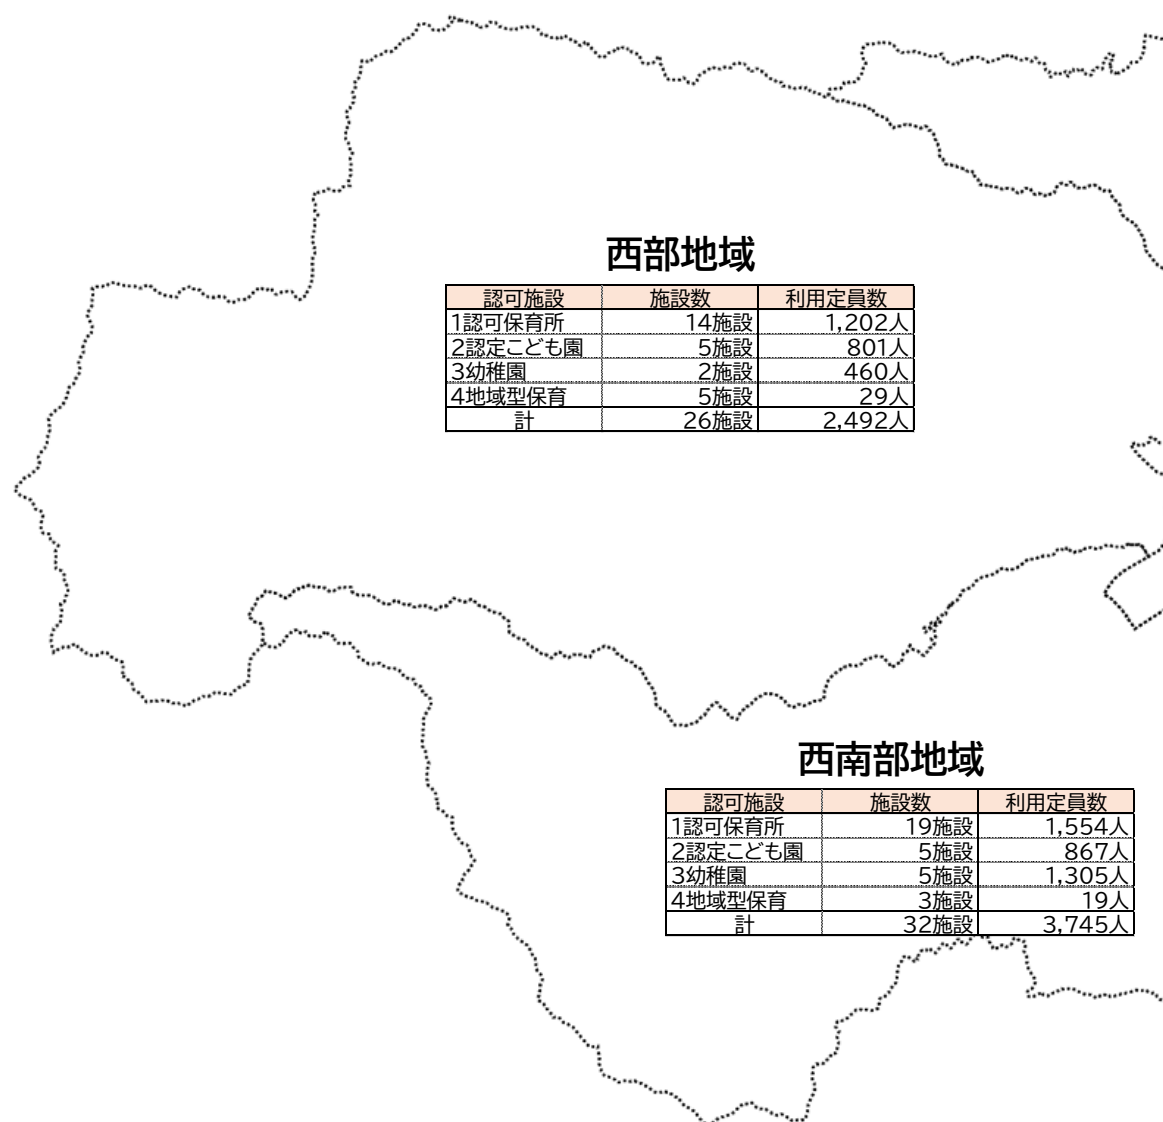 西部地域
認可施設 施設数 利用定員数
1認可保育所 14施設 1,202人
2認定こども園 5施設 801人
3幼稚園 2施設 460人
4地域型保育 5施設 29人
計 26施設 2,492人
西南部地域
認可施設 施設数 利用定員数
1認可保育所 19施設 1,554人
2認定こども園 5施設 867人
3幼稚園 5施設 1,305人
4地域型保育 3施設 19人
計 32施設 3,745人